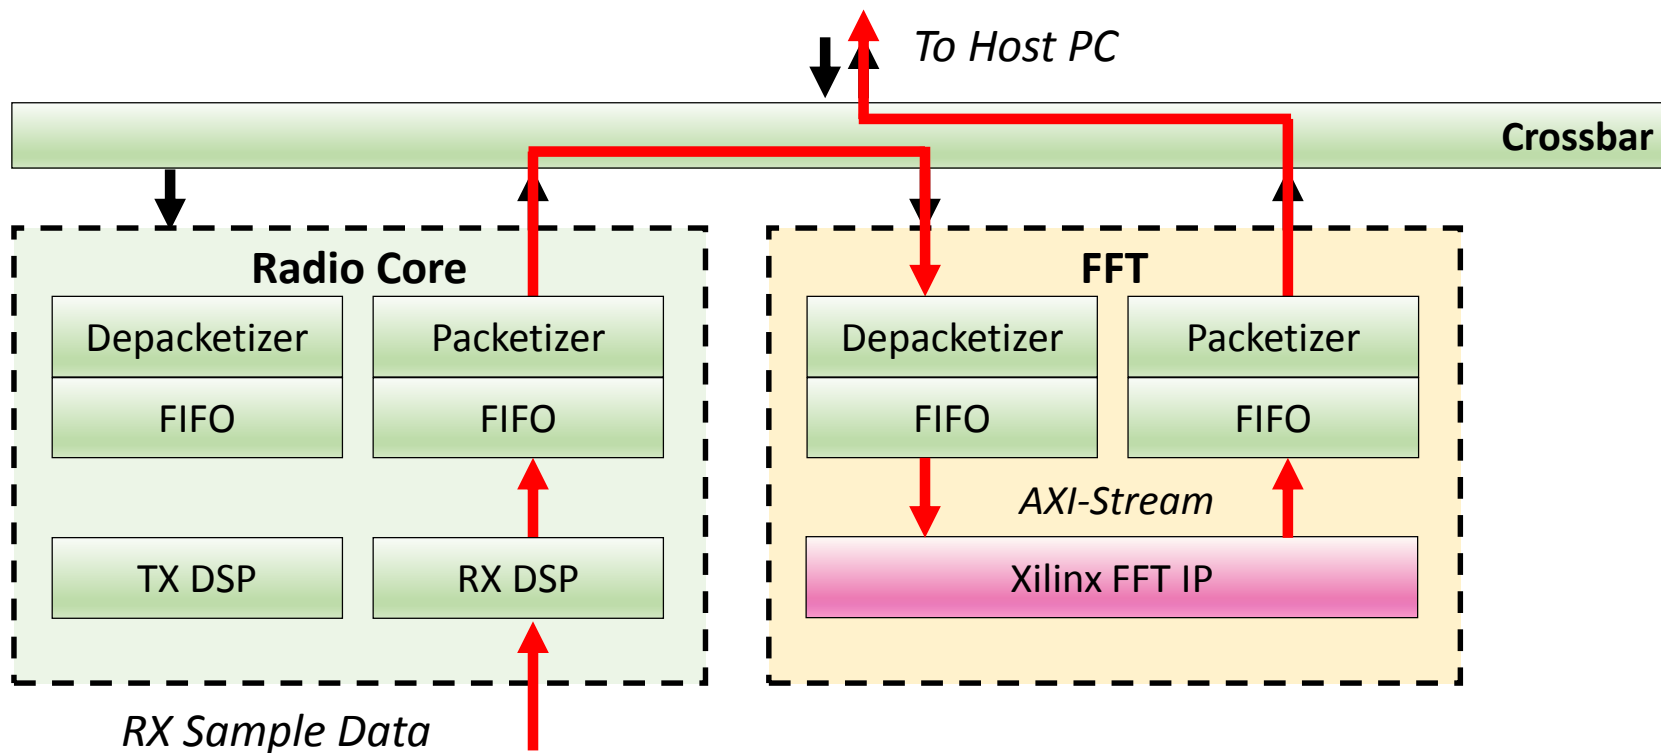 To Host PC
Crossbar
Radio Core
Depacketizer
Packetizer
FIFO
FIFO
TX DSP
RX DSP
RX Sample Data
FFT
Depacketizer
Packetizer
FIFO
FIFO
AXI-Stream
Xilinx FFT IP